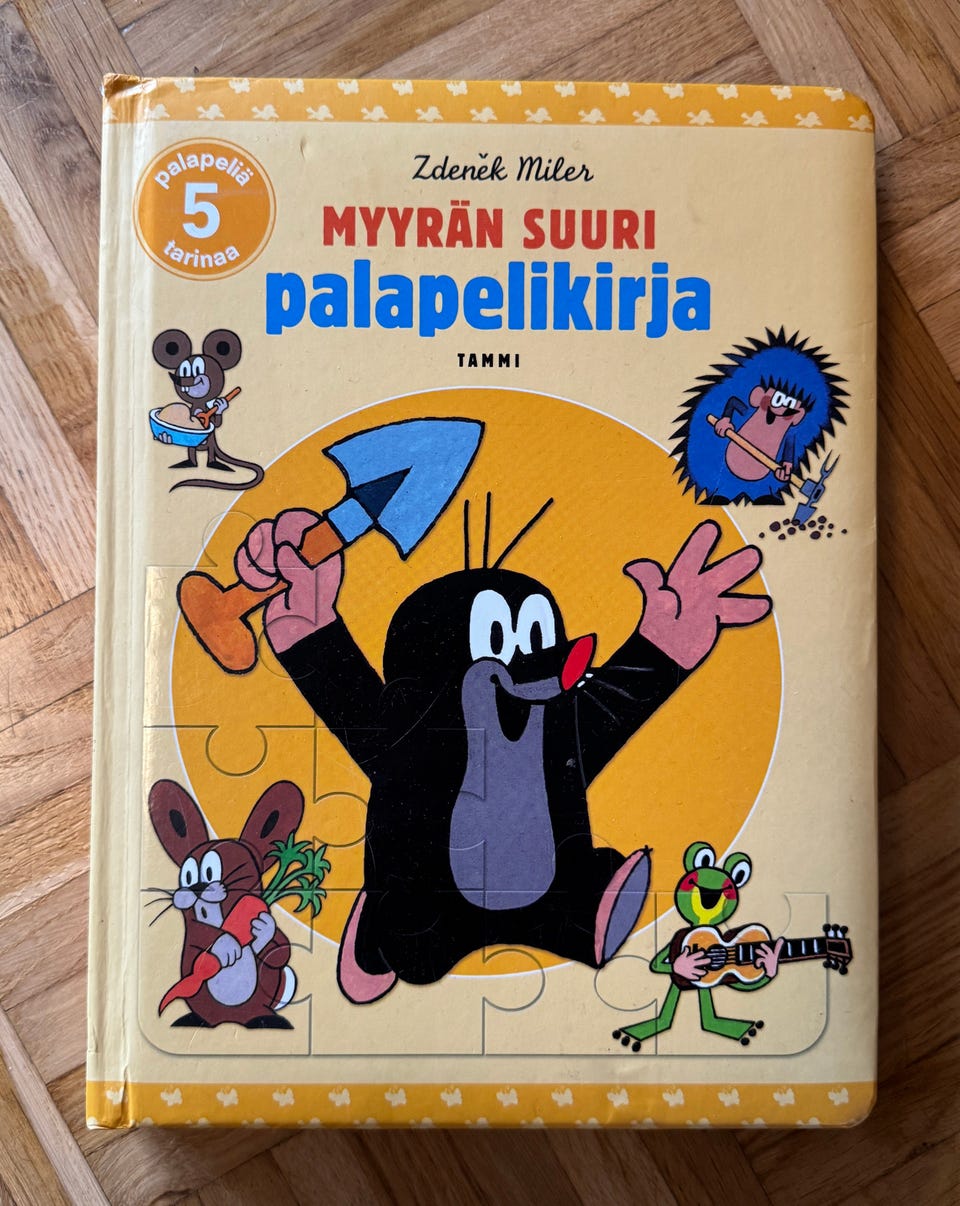 palapeliä
5
tarinaa
Zdeněk Miler
MYYRÄN SUURI
palapelikirja
TAMMI